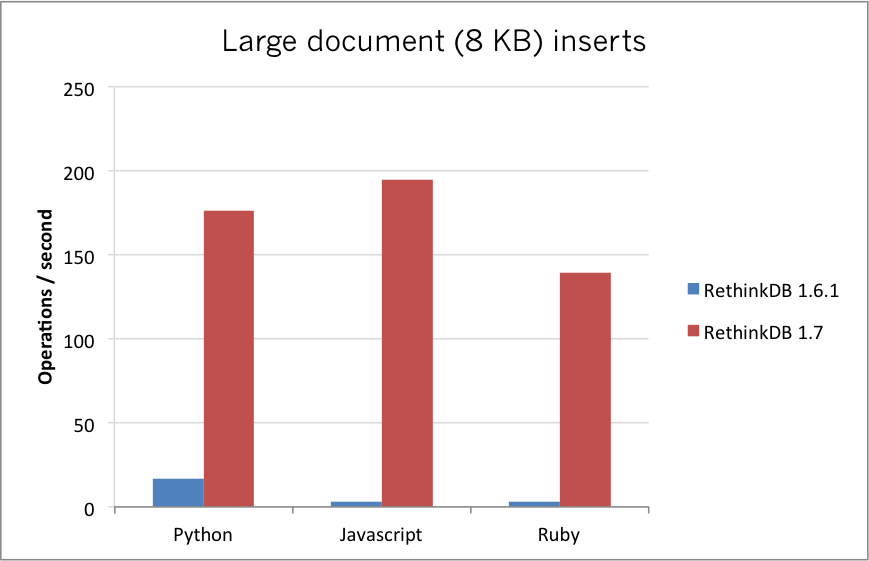 Large document (8 KB) inserts
250
200
150
100
50
0
Operations / second
Python Javascript Ruby
RethinkDB 1.6.1
RethinkDB 1.7